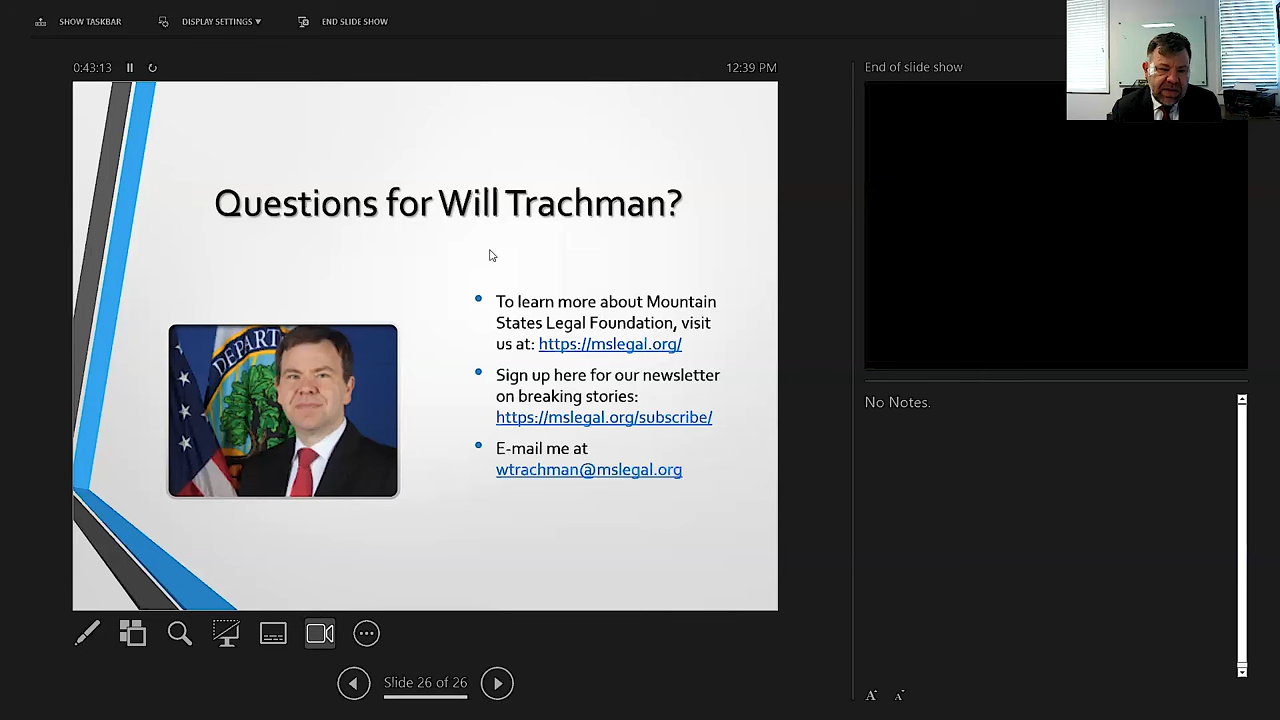 SHOW TASKBAR
DISPLAY SETTINGS ▼
END SLIDE SHOW
0:43:13
12:39 PM
End of slide show
Questions for Will Trachman?
• To learn more about Mountain
States Legal Foundation, visit
us at: https://mslegal.org/
• Sign up here for our newsletter
on breaking stories:
https://mslegal.org/subscribe/
• E-mail me at
wtrachman@mslegal.org
DEPART
No Notes.
Slide 26 of 26
A A